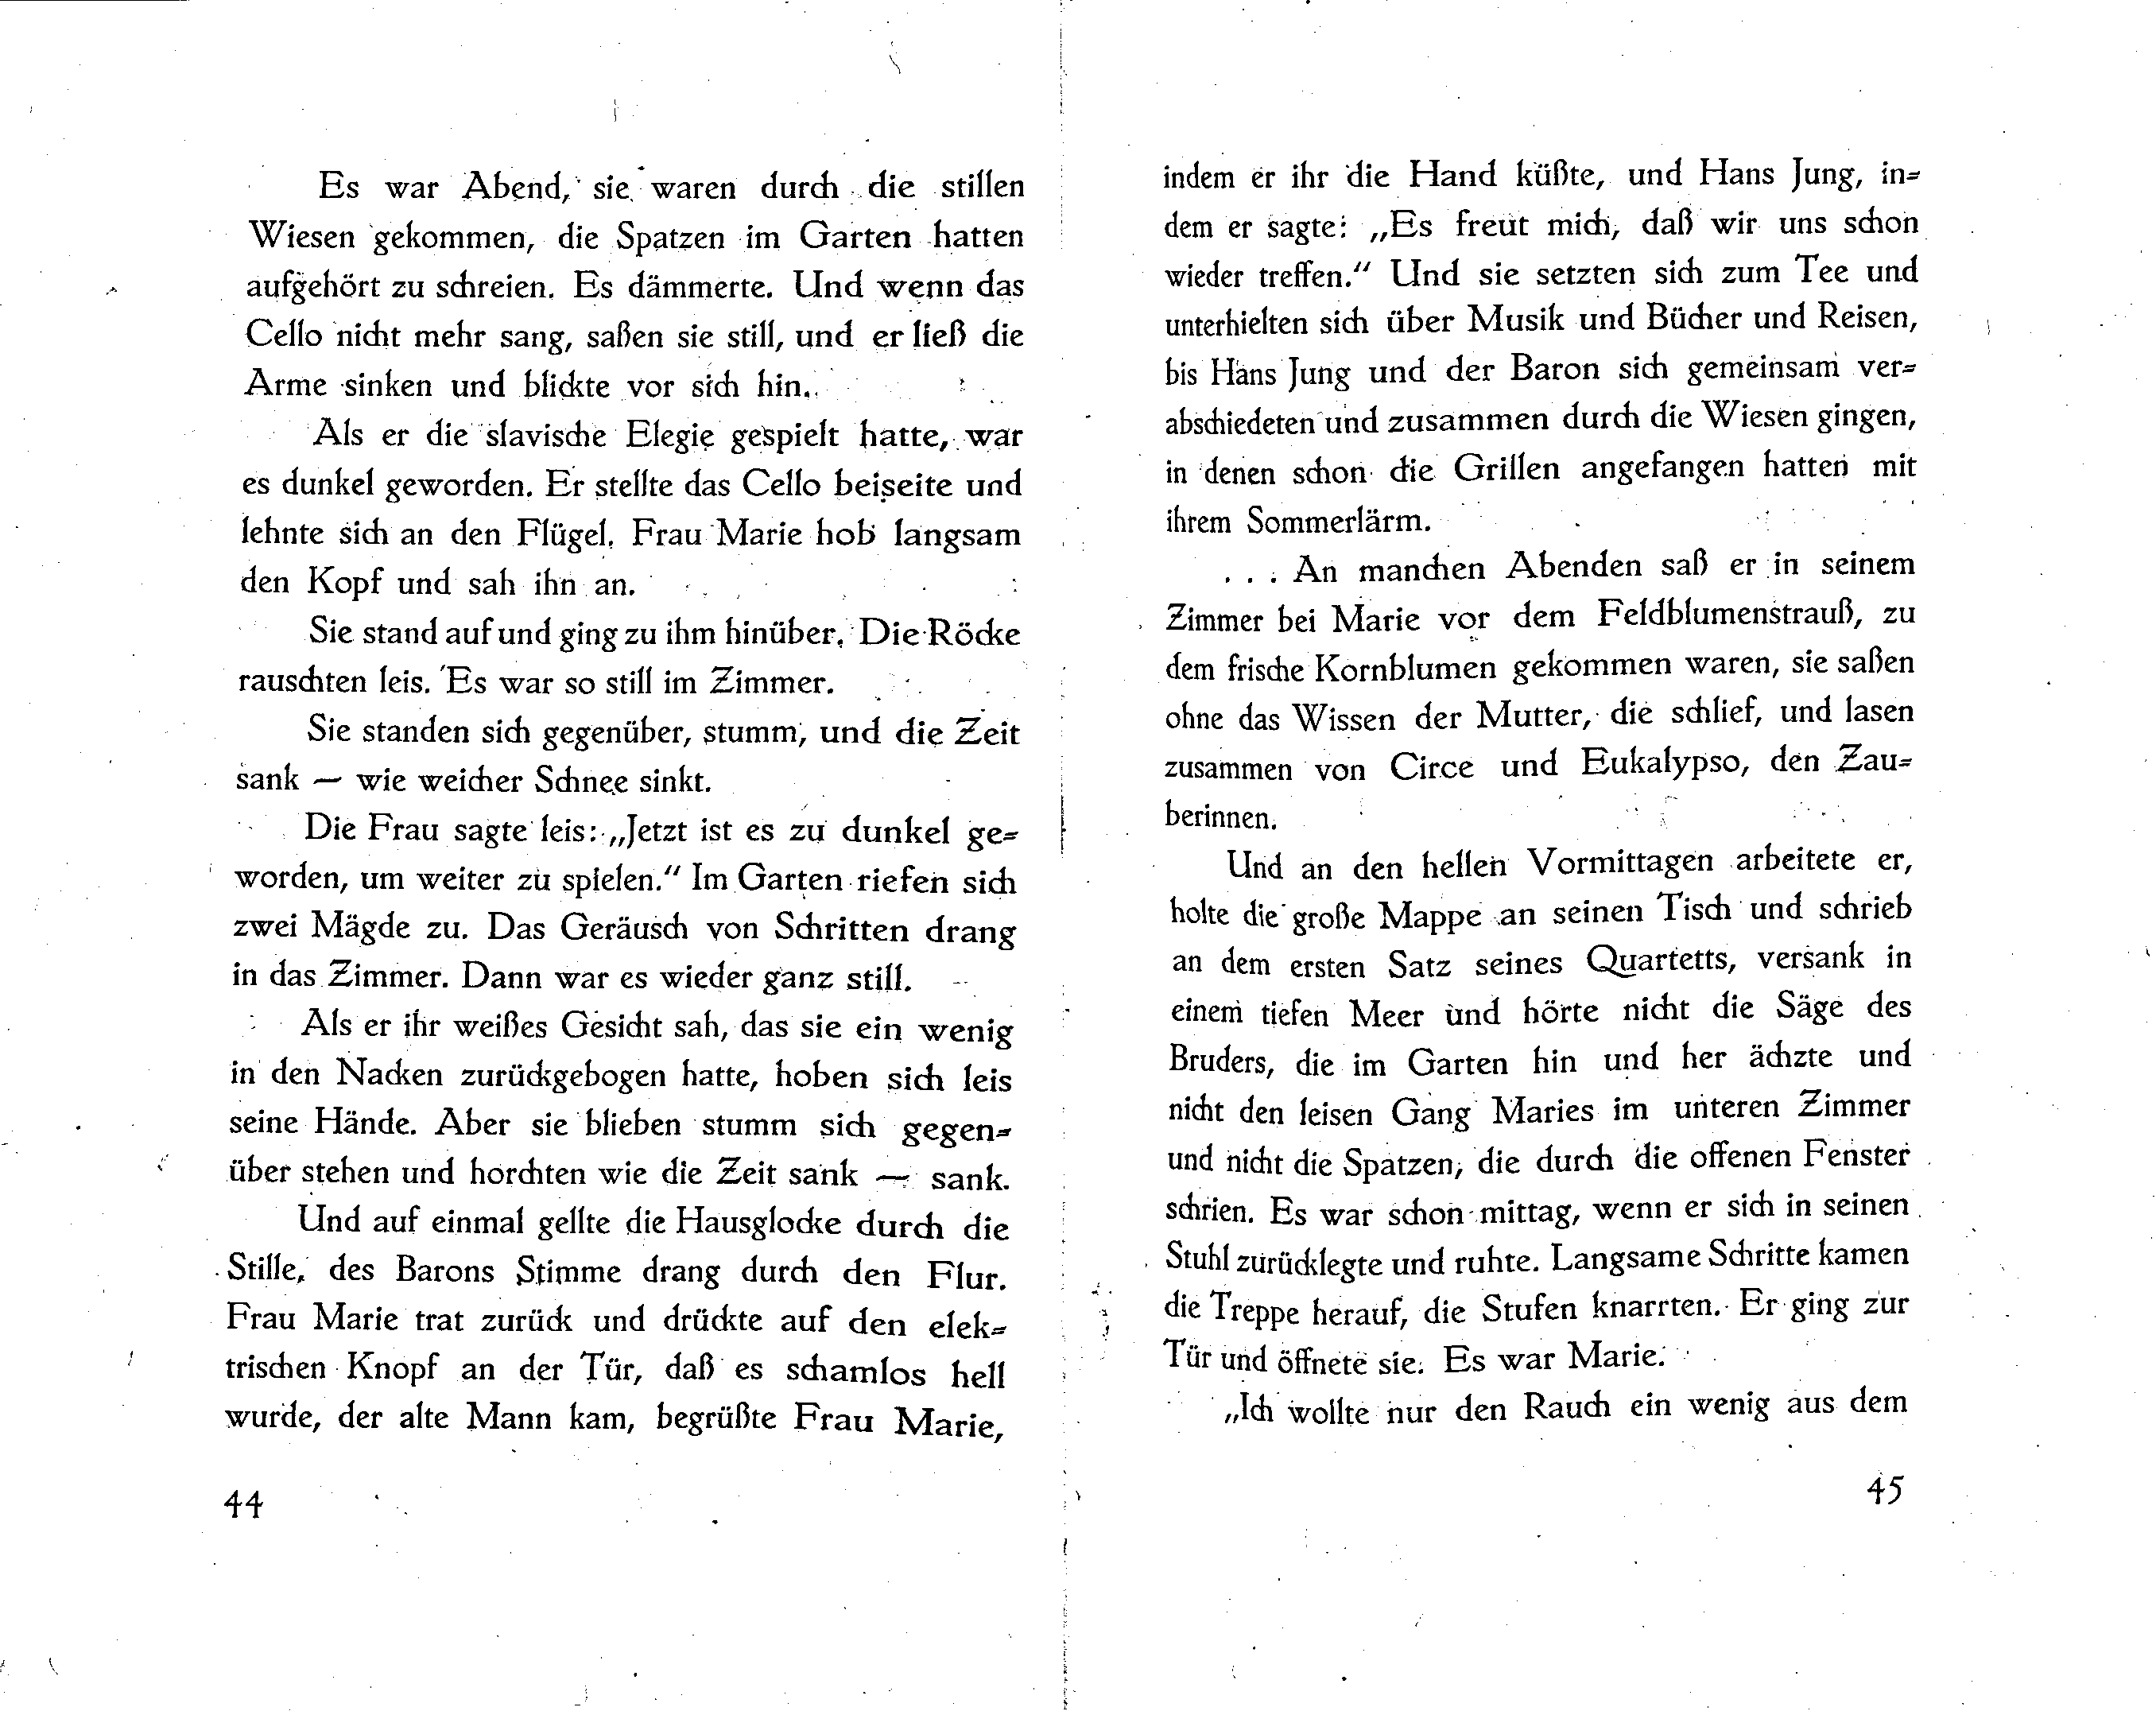 Es war Abend, sie waren durch die stillen
Wiesen gekommen, die Spatzen im Garten hatten
aufgehört zu schreien. Es dämmerte. Und wenn das
Cello nicht mehr sang, saßen sie still, und er ließ die
Arme sinken und blickte vor sich hin.
Als er die slavische Elegie gespielt hatte, war
es dunkel geworden. Er stellte das Cello beiseite und
lehnte sich an den Flügel. Frau Marie hob langsam
den Kopf und sah ihn an.
Sie stand auf und ging zu ihm hinüber. Die Röcke
rauschten leis. Es war so still im Zimmer.
Sie standen sich gegenüber, stumm, und die Zeit
sank — wie weicher Schnee sinkt.
Die Frau sagte leis: „Jetzt ist es zu dunkel ge-
worden, um weiter zu spielen.“ Im Garten riefen sich
zwei Mägde zu. Das Geräusch von Schritten drang
in das Zimmer. Dann war es wieder ganz still.
Als er ihr weißes Gesicht sah, das sie ein wenig
in den Nacken zurückgebogen hatte, hoben sich leis
seine Hände. Aber sie blieben stumm sich gegen-
über stehen und horchten wie die Zeit sank — sank.
Und auf einmal gellte die Hausglocke durch die
Stille, des Barons Stimme drang durch den Flur.
Frau Marie trat zurück und drückte auf den elek-
trischen Knopf an der Tür, daß es schamlos hell
wurde, der alte Mann kam, begrüßte Frau Marie,
44
indem er ihr die Hand küßte, und Hans Jung, in-
dem er sagte: „Es freut mich, daß wir uns schon
wieder treffen.“ Und sie setzten sich zum Tee und
unterhielten sich über Musik und Bücher und Reisen,
bis Hans Jung und der Baron sich gemeinsam ver-
abschiedeten und zusammen durch die Wiesen gingen,
in denen schon die Grillen angefangen hatten mit
ihrem Sommerlärm.
. . . An manchen Abenden saß er in seinem
Zimmer bei Marie vor dem Feldblumenstrauß, zu
dem frische Kornblumen gekommen waren, sie saßen
ohne das Wissen der Mutter, die schlief, und lasen
zusammen von Circe und Eukalypso, den Zau-
berinnen.
Und an den hellen Vormittagen arbeitete er,
holte die große Mappe an seinen Tisch und schrieb
an dem ersten Satz seines Quartetts, versank in
einem tiefen Meer und hörte nicht die Säge des
Bruders, die im Garten hin und her ächzte und
nicht den leisen Gang Maries im unteren Zimmer
und nicht die Spatzen, die durch die offenen Fenster
schrien. Es war schon mittag, wenn er sich in seinen
Stuhl zurücklegte und ruhte. Langsame Schritte kamen
die Treppe herauf, die Stufen knarrten. Er ging zur
Tür und öffnete sie. Es war Marie.
„Ich wollte nur den Rauch ein wenig aus dem
45